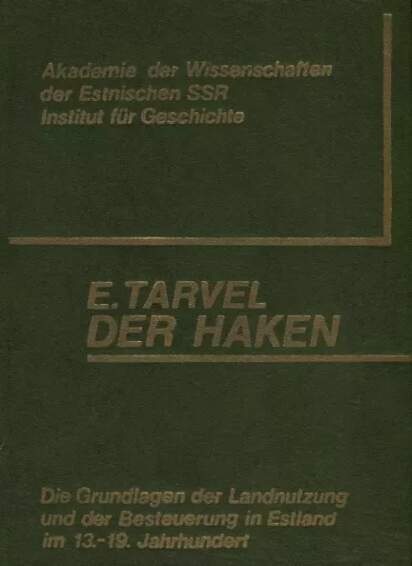 Akademie der Wissenschaften
der Estnischen SSR
Institut für Geschichte
E. TARVEL
DER HAKEN
Die Grundlagen der Landnutzung
und der Besteuerung in Estland
im 13.-19. Jahrhundert